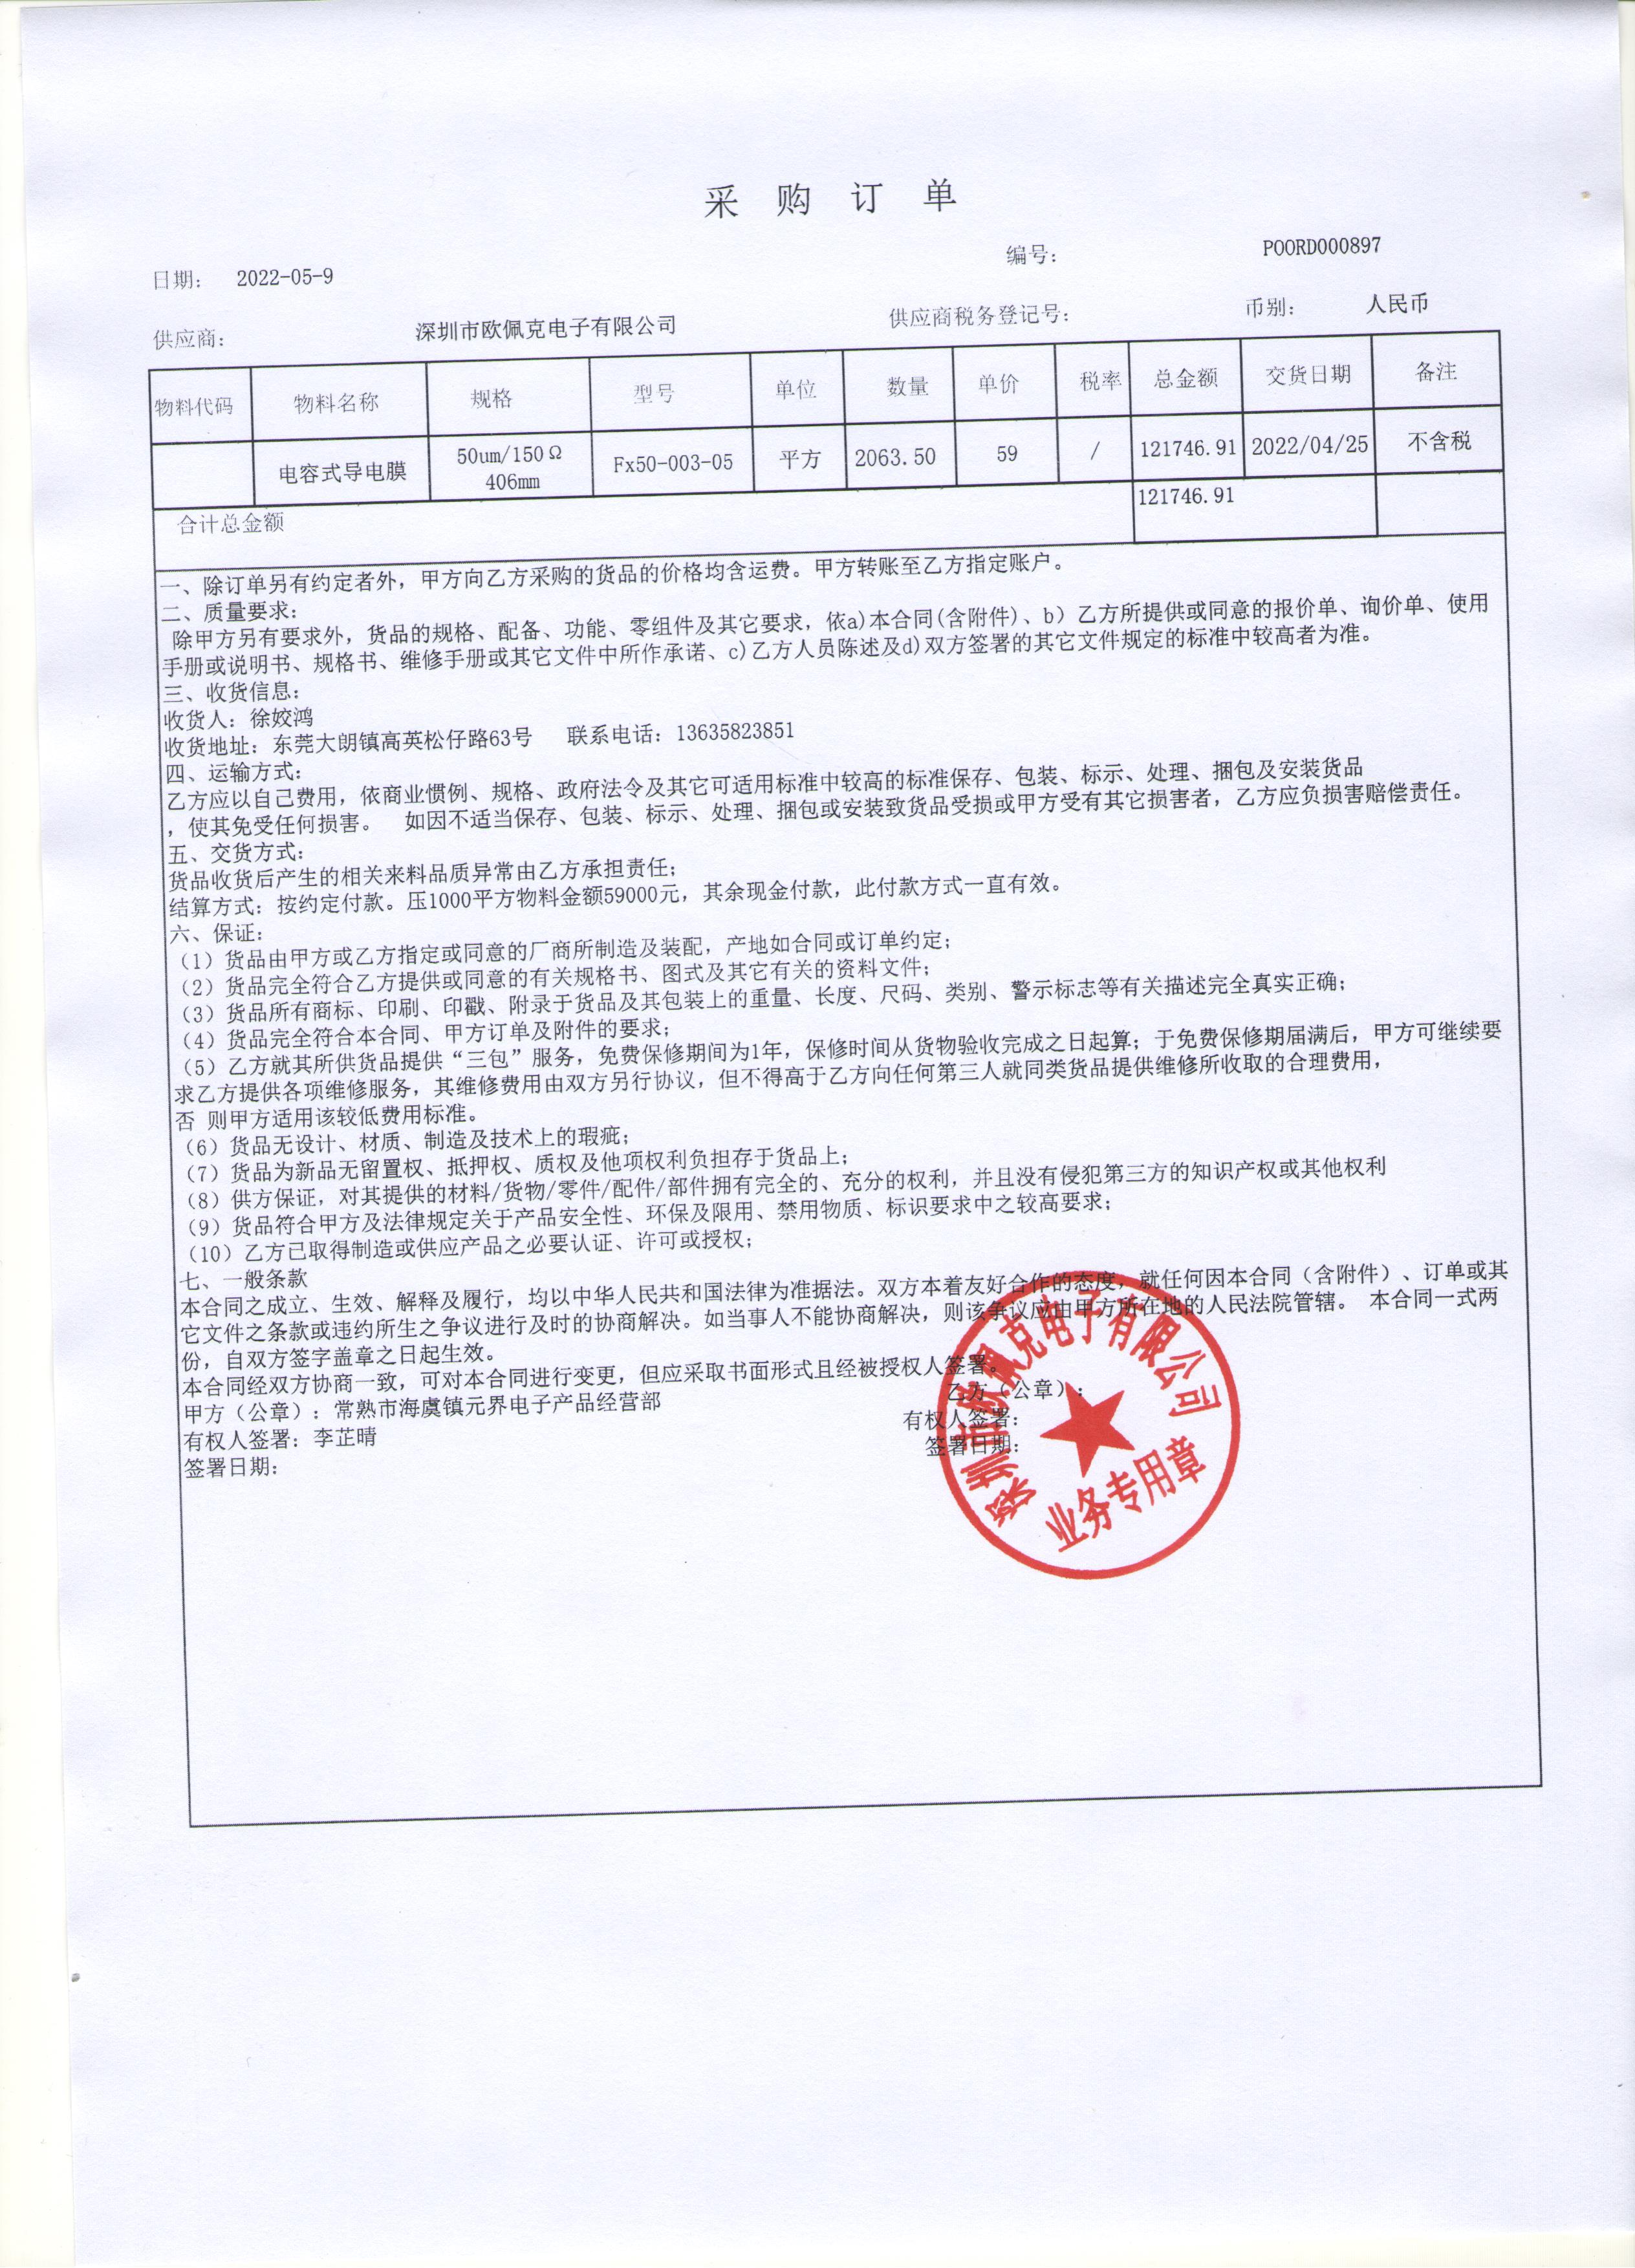 采 购 订 单
编号: POORD000897
日期: 2022-05-9
供应商: 深圳市欧佩克电子有限公司 供应商税务登记号: 币别: 人民币
物料代码 物料名称 规格 型号 单位 数量 单价 税率 总金额 交货日期 备注
电容式导电膜 50um/150Ω 406mm Fx50-003-05 平方 2063.50 59 / 121746.91 2022/04/25 不含税
合计总金额 121746.91
一、除订单另有约定者外，甲方向乙方采购的货品的价格均含运费。甲方转账至乙方指定账户。
二、质量要求:
除甲方另有要求外，货品的规格、配备、功能、零组件及其它要求，依a)本合同(含附件)、b）乙方所提供或同意的报价单、询价单、使用
手册或说明书、规格书、维修手册或其它文件中所作承诺、c)乙方人员陈述及d)双方签署的其它文件规定的标准中较高者为准。
三、收货信息:
收货人: 徐姣鸿
收货地址: 东莞大朗镇高英松仔路63号 联系电话: 13635823851
四、运输方式:
乙方应以自己费用，依商业惯例、规格、政府法令及其它可适用标准中较高的标准保存、包装、标示、处理、捆包及安装货品
，使其免受任何损害。 如因不适当保存、包装、标示、处理、捆包或安装致货品受损或甲方受有其它损害者，乙方应负损害赔偿责任。
五、交货方式:
货品收货后产生的相关来料品质异常由乙方承担责任;
结算方式: 按约定付款。压1000平方物料金额59000元，其余现金付款，此付款方式一直有效。
六、保证:
（1）货品由甲方或乙方指定或同意的厂商所制造及装配，产地如合同或订单约定;
（2）货品完全符合乙方提供或同意的有关规格书、图式及其它有关的资料文件;
（3）货品所有商标、印刷、印戳、附录于货品及其包装上的重量、长度、尺码、类别、警示标志等有关描述完全真实正确;
（4）货品完全符合本合同、甲方订单及附件的要求;
（5）乙方就其所供货品提供“三包”服务，免费保修期间为1年，保修时间从货物验收完成之日起算; 于免费保修期届满后，甲方可继续要
求乙方提供各项维修服务，其维修费用由双方另行协议，但不得高于乙方向任何第三人就同类货品提供维修所收取的合理费用，
否 则甲方适用该较低费用标准。
（6）货品无设计、材质、制造及技术上的瑕疵;
（7）货品为新品无留置权、抵押权、质权及他项权利负担存于货品上;
（8）供方保证，对其提供的材料/货物/零件/配件/部件拥有完全的、充分的权利，并且没有侵犯第三方的知识产权或其他权利
（9）货品符合甲方及法律规定关于产品安全性、环保及限用、禁用物质、标识要求中之较高要求;
（10）乙方已取得制造或供应产品之必要认证、许可或授权;
七、一般条款
本合同之成立、生效、解释及履行，均以中华人民共和国法律为准据法。双方本着友好合作的态度，就任何因本合同（含附件）、订单或其
它文件之条款或违约所生之争议进行及时的协商解决。如当事人不能协商解决，则该争议应由甲方所在地的人民法院管辖。 本合同一式两
份，自双方签字盖章之日起生效。
本合同经双方协商一致，可对本合同进行变更，但应采取书面形式且经被授权人签署。
甲方（公章）: 常熟市海虞镇元界电子产品经营部 乙方（公章）:
有权人签署: 李芷晴 有权人签署:
签署日期: 签署日期:
深圳市欧佩克电子有限公司
业务专用章